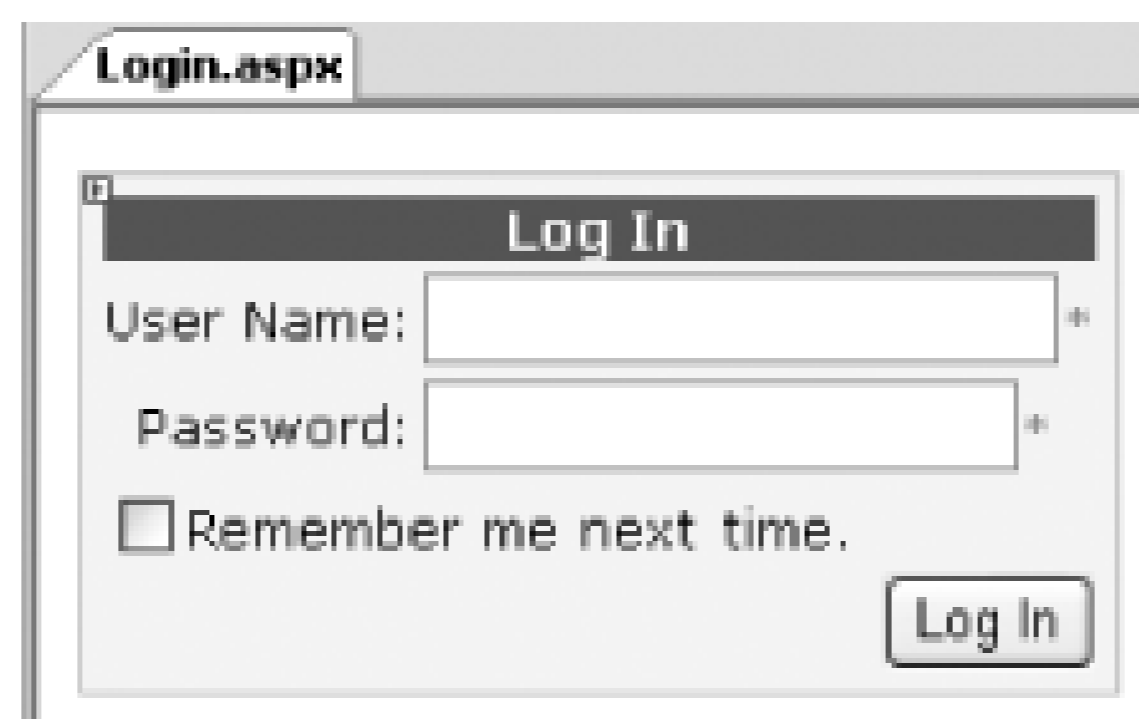 Login.aspx
Log In
User Name: *
Password: *
Remember me next time.
Log In